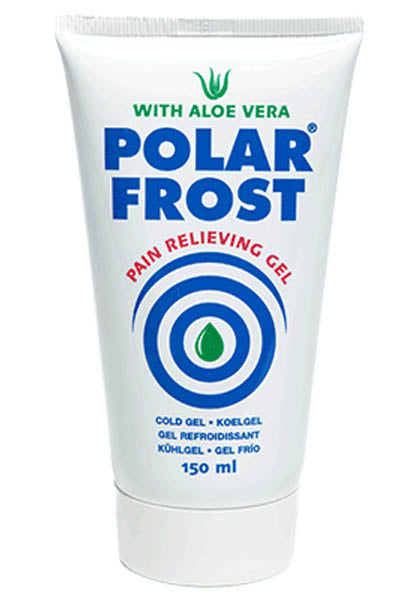 WITH ALOE VERA
POLAR®
FROST
PAIN RELIEVING GEL
COLD GEL • KOELGEL
GEL REFROIDISSANT
KÜHLGEL • GEL FRÍO
150 ml